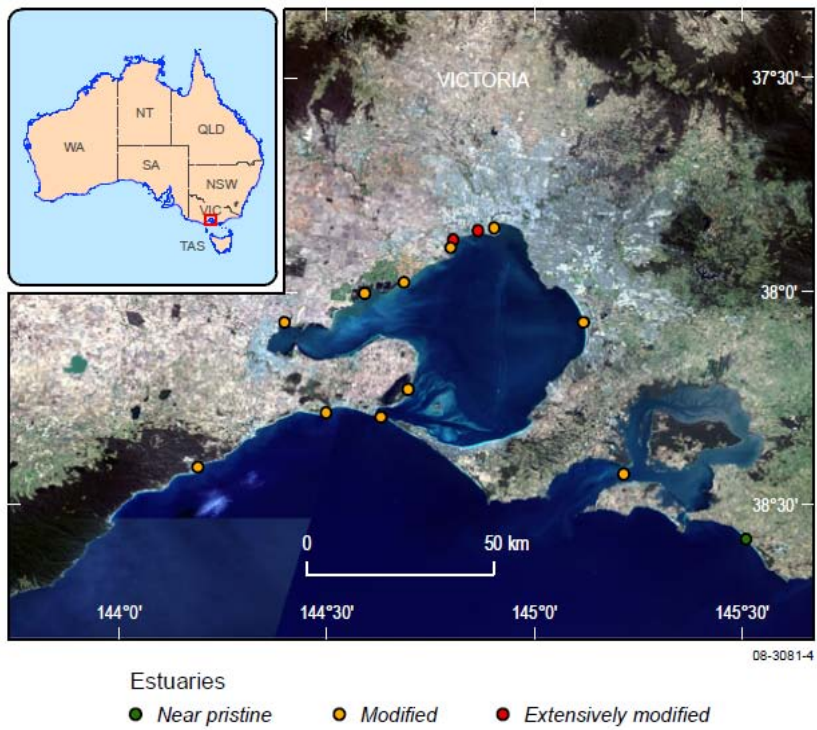 NT
WA
QLD
SA
NSW
VIC
TAS
VICTORIA
37°30'
38°0'
38°30'
0 50 km
144°0' 144°30' 145°0' 145°30'
08-3081-4
Estuaries
Near pristine Modified Extensively modified